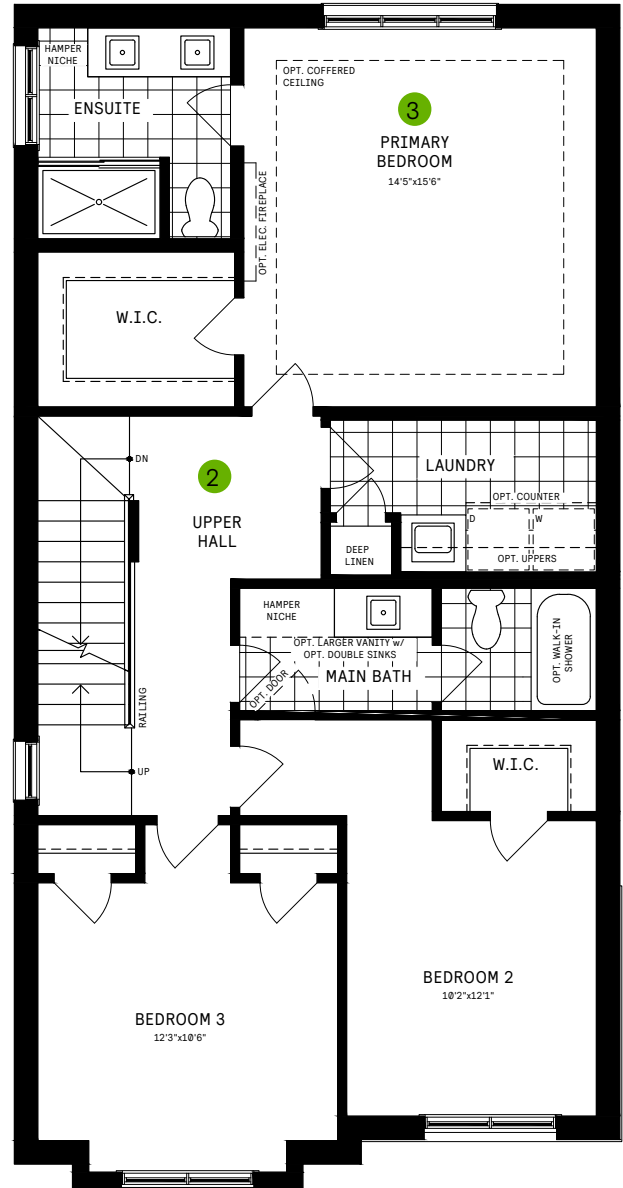 HAMPER
NICHE
ENSUITE
OPT. COFFERED
CEILING
3
PRIMARY
BEDROOM
14'5"x15'6"
OPT. ELEC. FIREPLACE
W.I.C.
DN
2
UPPER
HALL
LAUNDRY
OPT. COUNTER
D
W
OPT. UPPERS
DEEP
LINEN
HAMPER
NICHE
OPT. LARGER VANITY w/
OPT. DOUBLE SINKS
OPT. DOOR
MAIN BATH
OPT. WALK-IN
SHOWER
RAILING
UP
W.I.C.
BEDROOM 2
10'2"x12'1"
BEDROOM 3
12'3"x10'6"